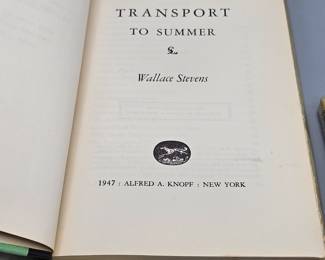 TRANSPORT
TO SUMMER
Wallace Stevens
1947 : ALFRED A. KNOPF : NEW YORK